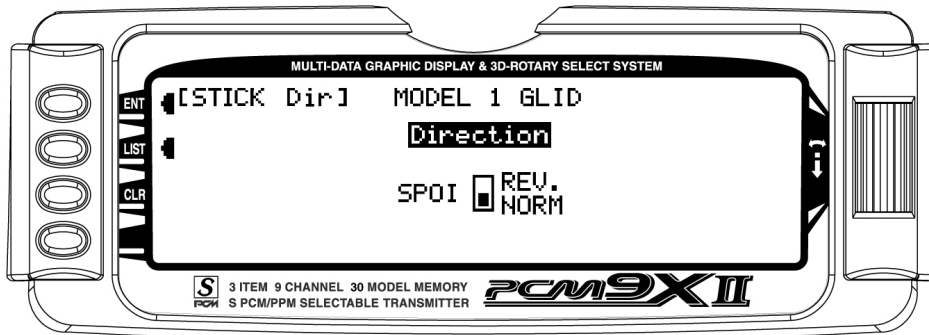 MULTI-DATA GRAPHIC DISPLAY & 3D-ROTARY SELECT SYSTEM
ENT [STICK Dir] MODEL 1 GLID
Direction
LIST
CLR
SPOI REV.
NORM
S PCM 3 ITEM 9 CHANNEL 30 MODEL MEMORY
S PCM/PPM SELECTABLE TRANSMITTER
PCM9XII